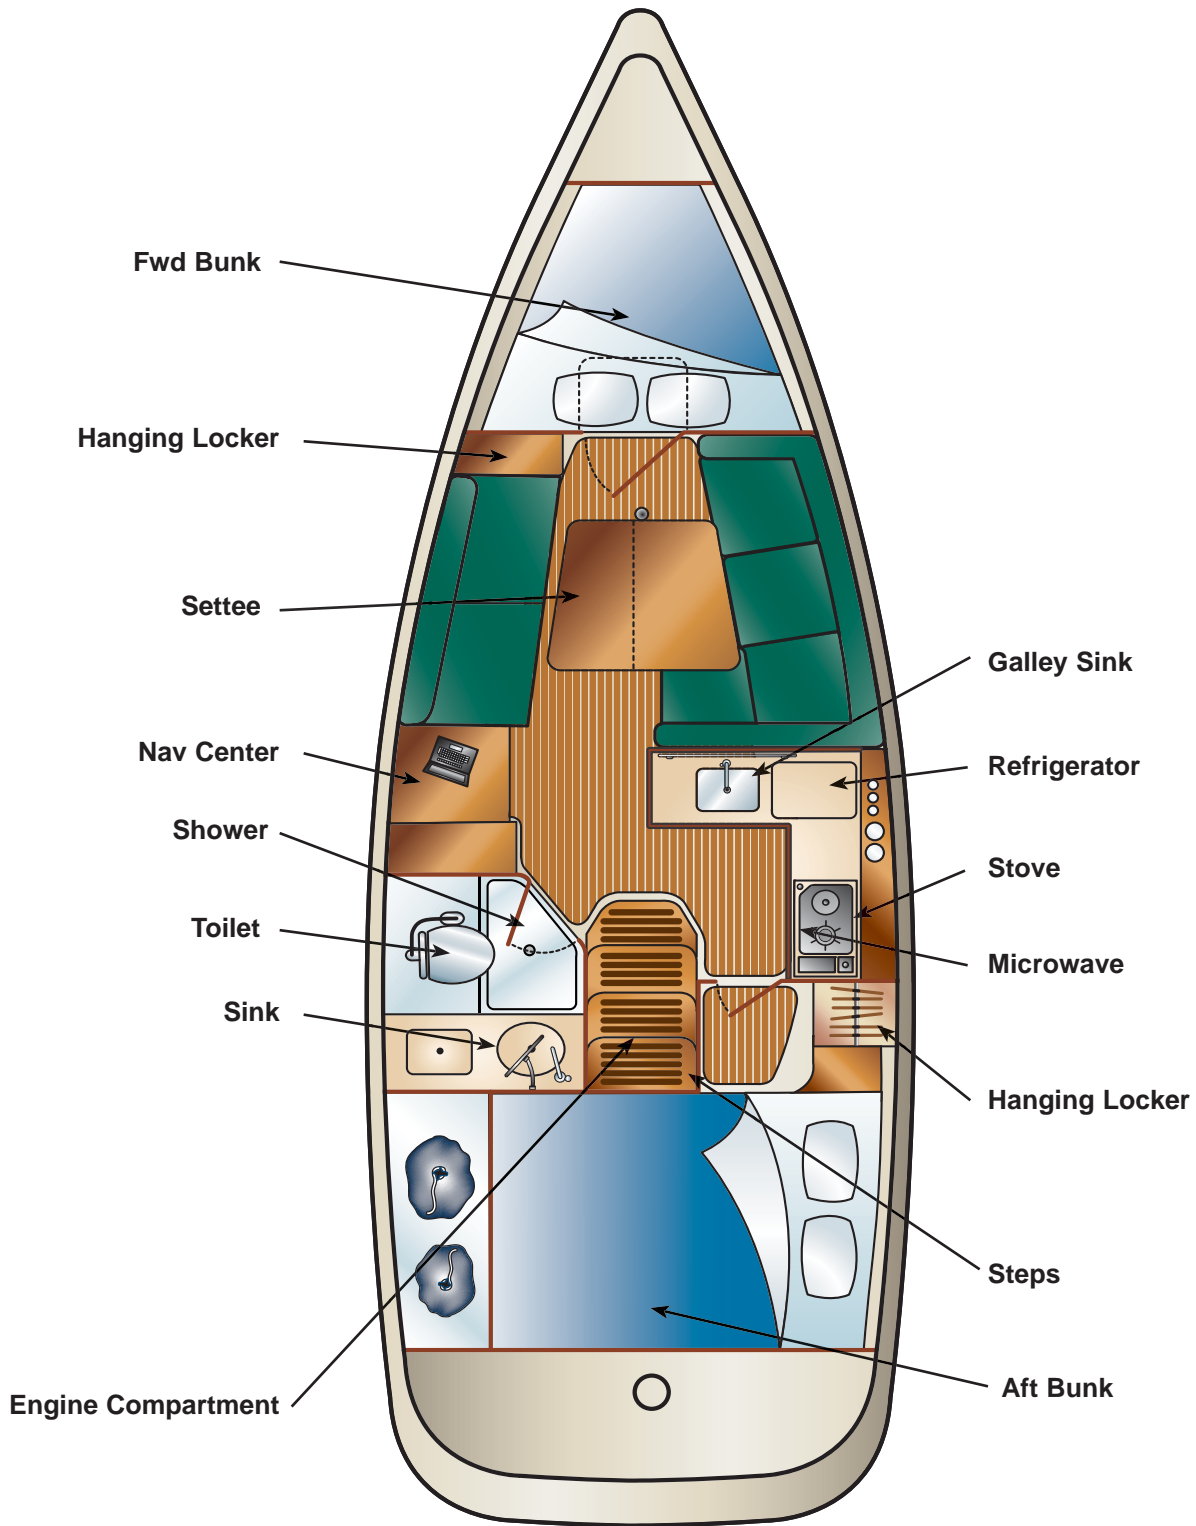 Fwd Bunk
Hanging Locker
Settee
Galley Sink
Nav Center
Refrigerator
Shower
Stove
Toilet
Microwave
Sink
Hanging Locker
Steps
Aft Bunk
Engine Compartment